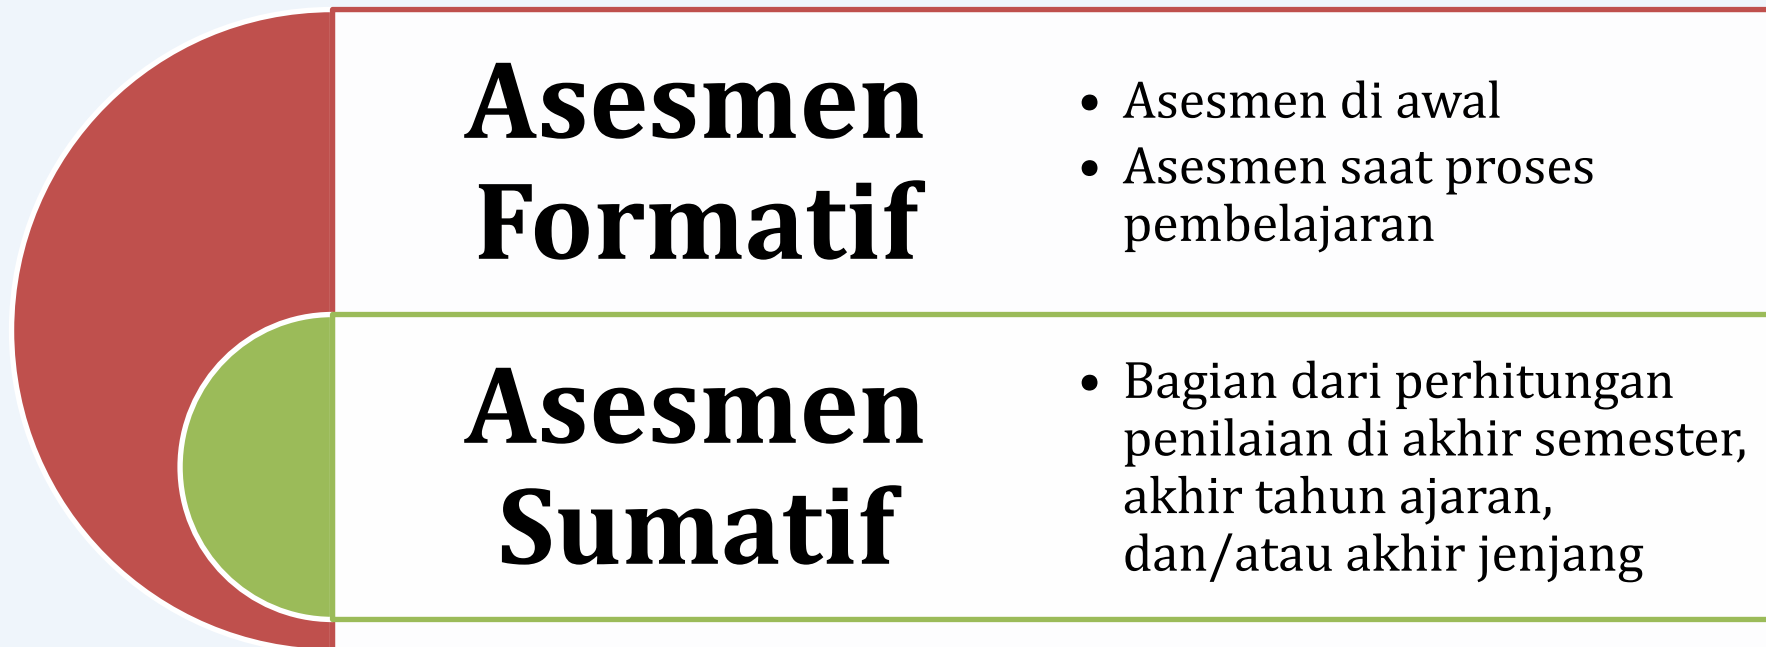 Asesmen
Formatif
• Asesmen di awal
• Asesmen saat proses
pembelajaran
Asesmen
Sumatif
• Bagian dari perhitungan
penilaian di akhir semester,
akhir tahun ajaran,
dan/atau akhir jenjang